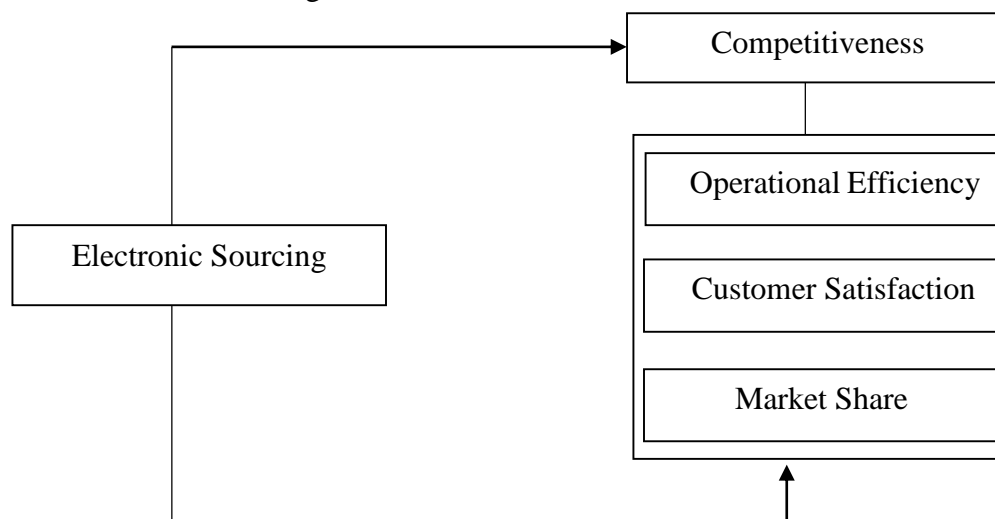 Competitiveness
Operational Efficiency
Electronic Sourcing
Customer Satisfaction
Market Share